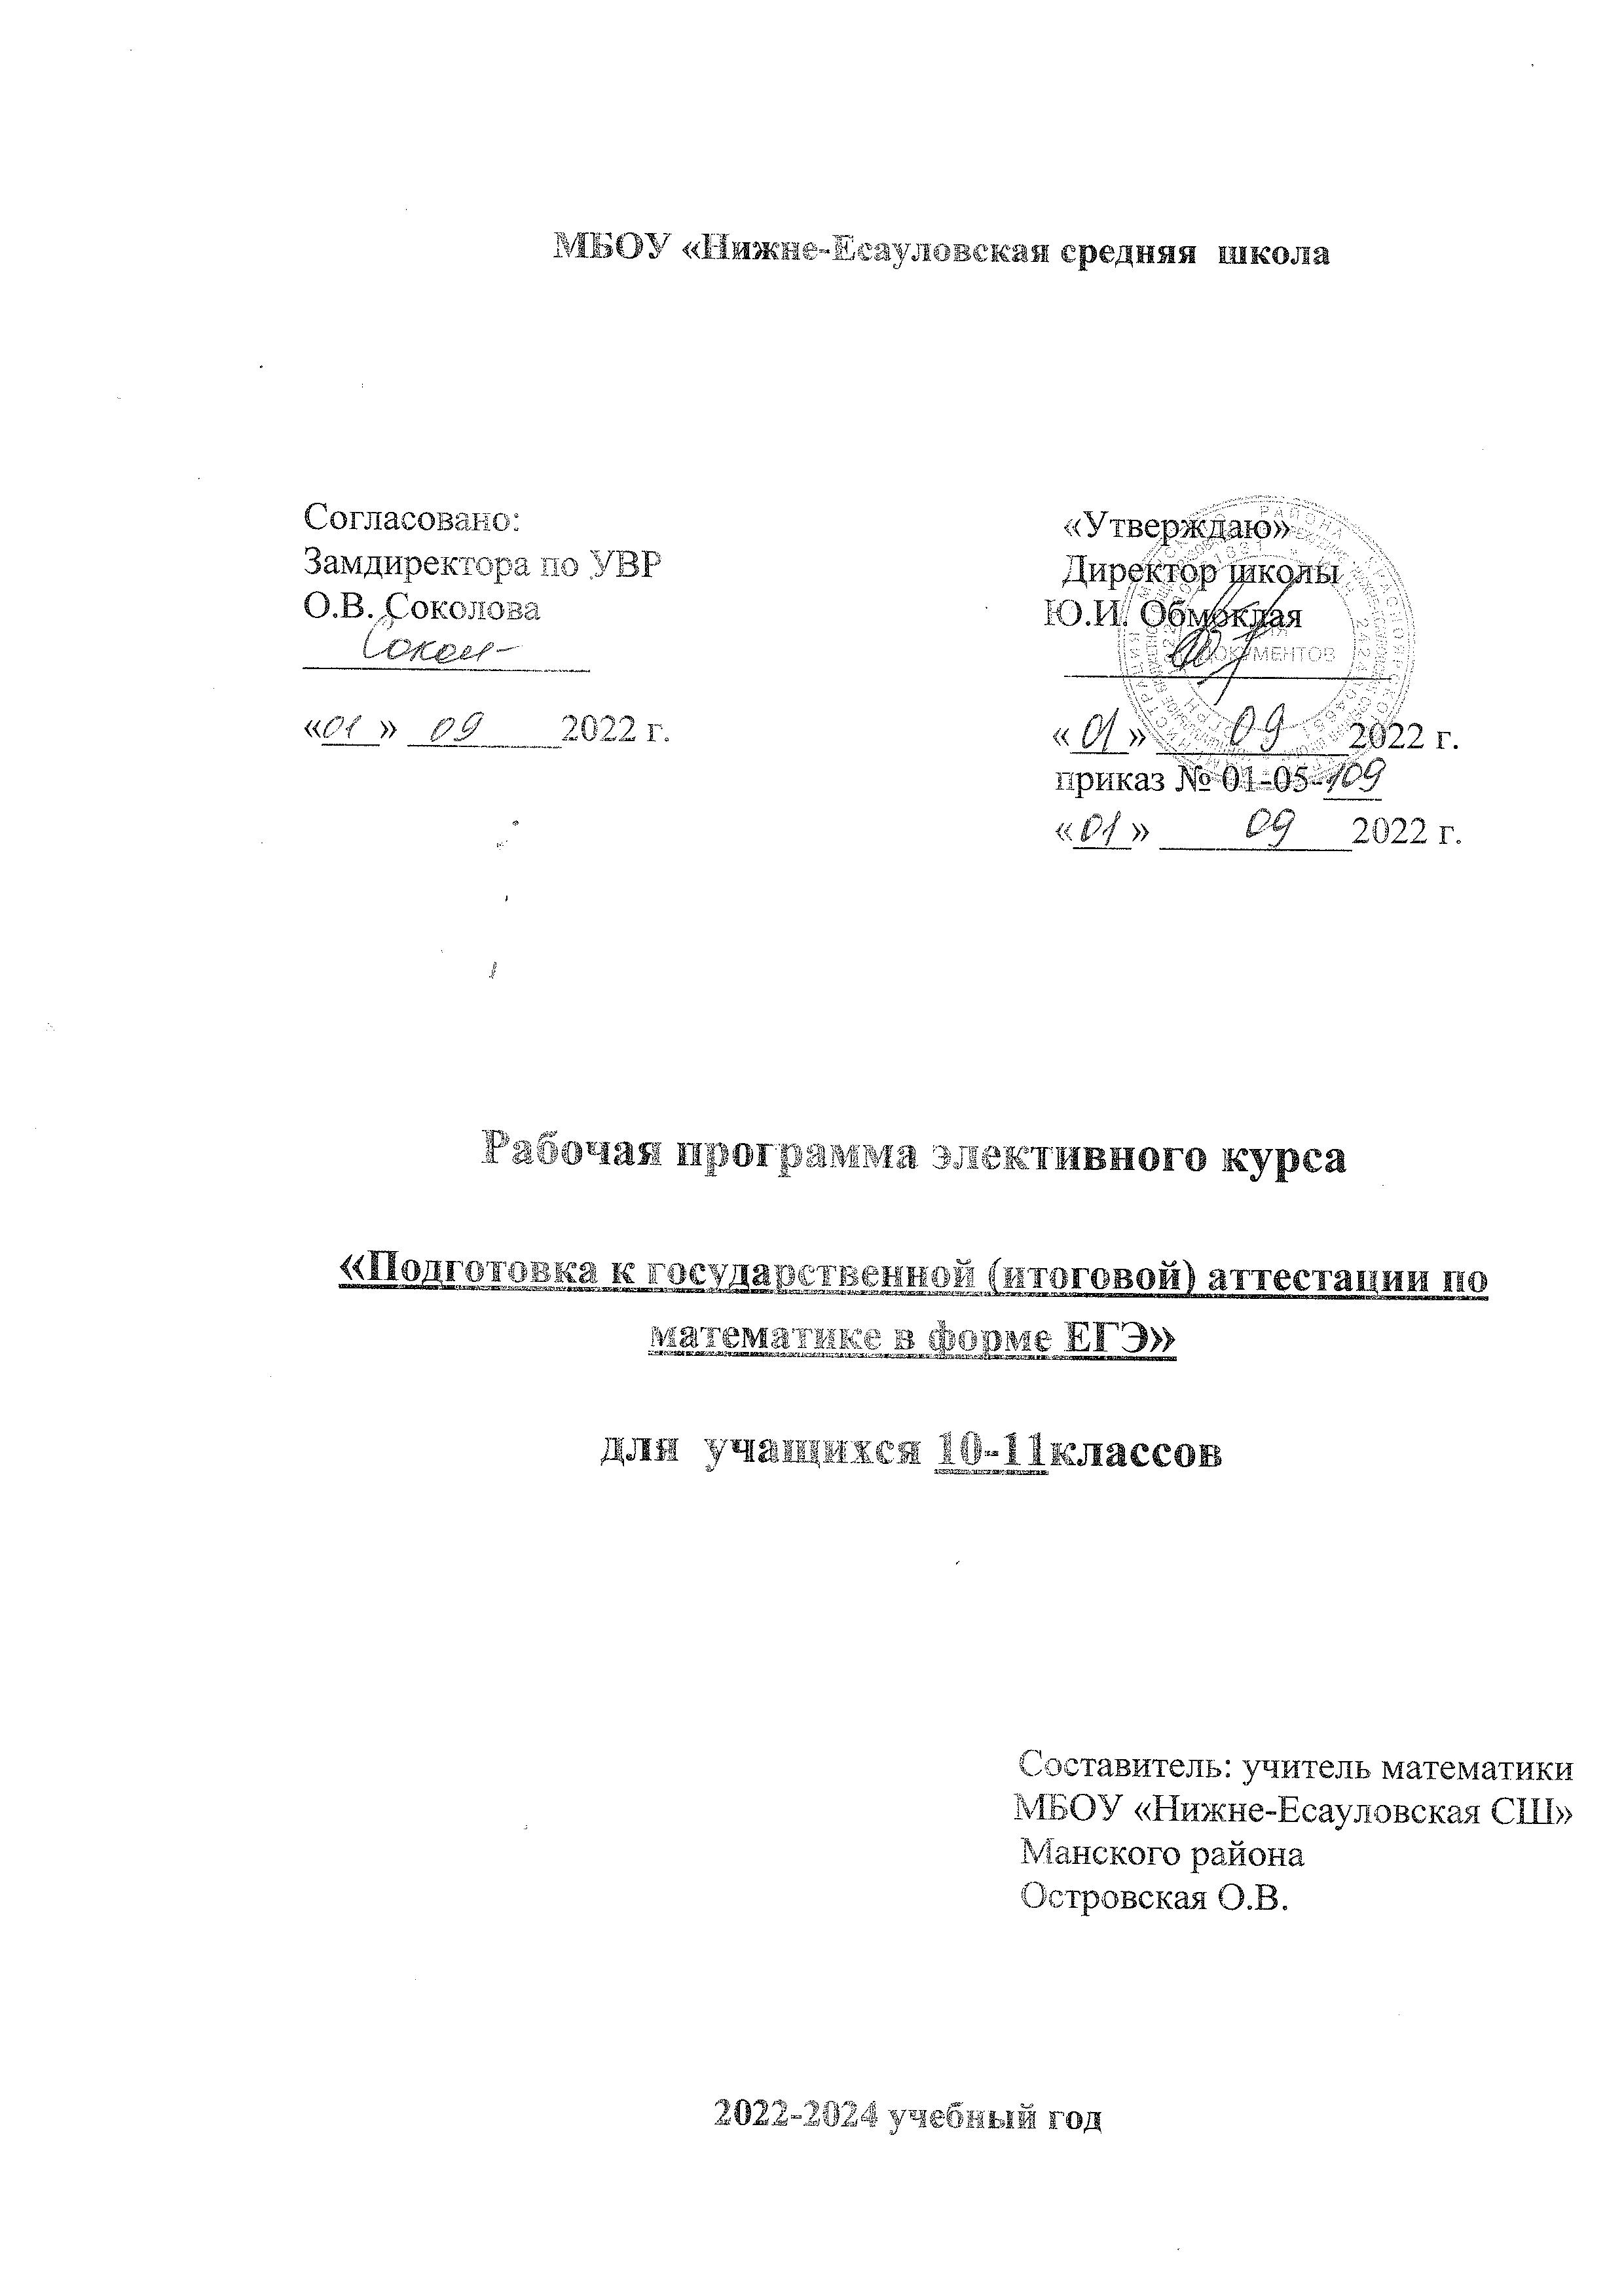 МБОУ «Нижне-Есауловская средняя школа
Согласовано:
Замдиректора по УВР
О.В. Соколова
«01» 09 2022 г.
«Утверждаю»
Директор школы
Ю.И. Обмоклая
ДОКУМЕНТОВ
РАЙОНА
«01» 09 2022 г.
приказ № 01-05-109
«01» 09 2022 г.
Рабочая программа элективного курса
«Подготовка к государственной (итоговой) аттестации по
математике в форме ЕГЭ»
для учащихся 10-11классов
Составитель: учитель математики
МБОУ «Нижне-Есауловская СШ»
Манского района
Островская О.В.
2022-2024 учебный год